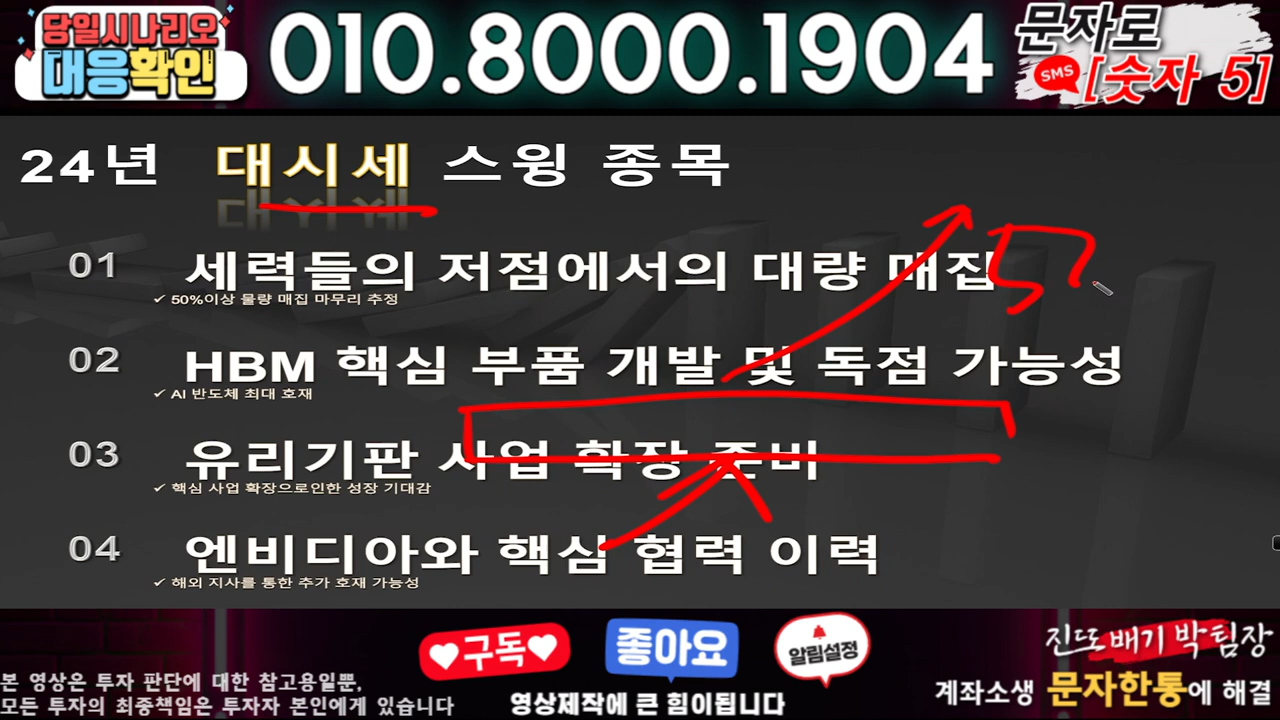 당일시나리오
대응확인
010.8000.1904
문자로
SMS [숫자 5]
24년 대시세 스윙 종목
01 세력들의 저점에서의 대량 매집
✓ 50%이상 물량 매집 마무리 추정
02 HBM 핵심 부품 개발 및 독점 가능성
✓ AI 반도체 최대 호재
03 유리기판 사업 확장 준비
✓ 핵심 사업 확장으로인한 성장 기대감
04 엔비디아와 핵심 협력 이력
✓ 해외 지사를 통한 추가 호재 가능성
구독
좋아요
알림설정
영상제작에 큰 힘이됩니다
본 영상은 투자 판단에 대한 참고용일뿐,
모든 투자의 최종책임은 투자자 본인에게 있습니다
진또배기 박팀장
계좌소생 문자한통에 해결